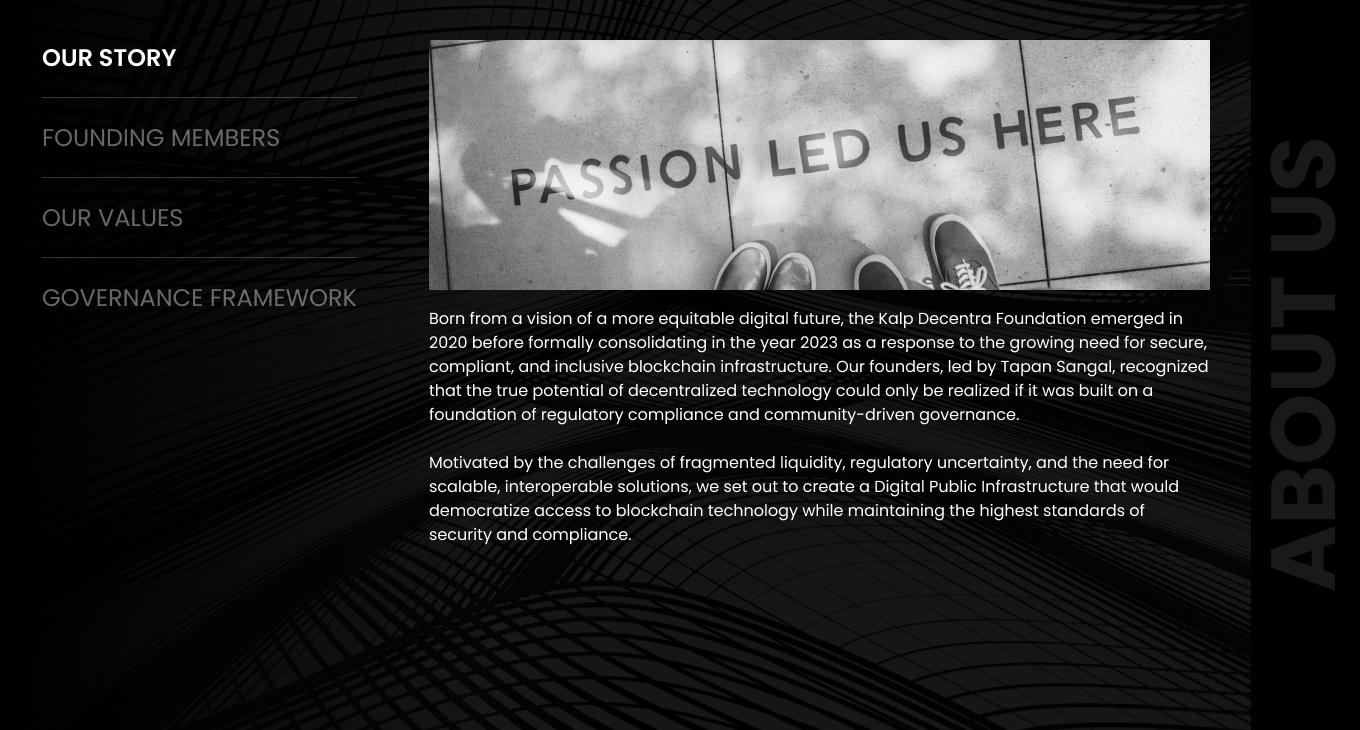 OUR STORY
FOUNDING MEMBERS
OUR VALUES
GOVERNANCE FRAMEWORK
PASSION LED US HERE
Born from a vision of a more equitable digital future, the Kalp Decentra Foundation emerged in
2020 before formally consolidating in the year 2023 as a response to the growing need for secure,
compliant, and inclusive blockchain infrastructure. Our founders, led by Tapan Sangal, recognized
that the true potential of decentralized technology could only be realized if it was built on a
foundation of regulatory compliance and community-driven governance.
Motivated by the challenges of fragmented liquidity, regulatory uncertainty, and the need for
scalable, interoperable solutions, we set out to create a Digital Public Infrastructure that would
democratize access to blockchain technology while maintaining the highest standards of
security and compliance.
ABOUT US